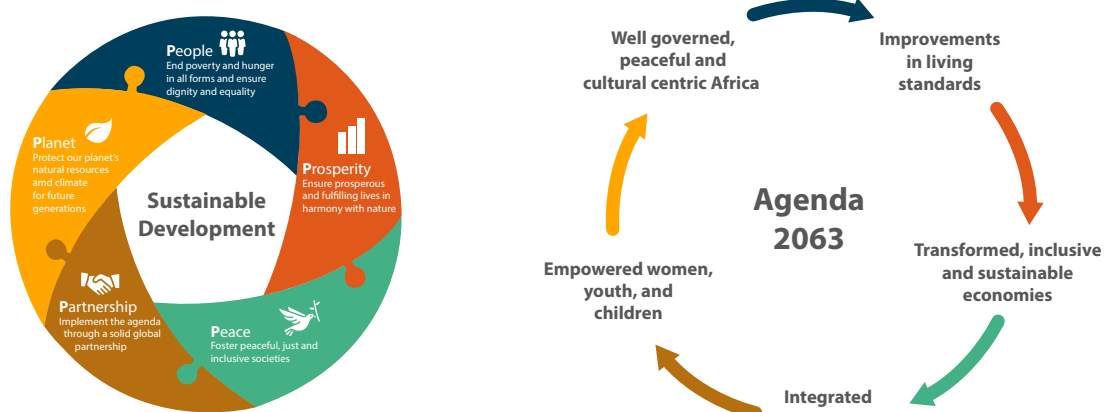 People
End poverty and hunger
in all forms and ensure
dignity and equality
Prosperity
Ensure prosperous
and fulfilling lives in
harmony with nature
Peace
Foster peaceful, just and
inclusive societies
Partnership
Implement the agenda
through a solid global
partnership
Planet
Protect our planet's
natural resources
amd climate
for future
generations
Sustainable
Development
Well governed,
peaceful and
cultural centric Africa
Improvements
in living
standards
Transformed, inclusive
and sustainable
economies
Integrated
Empowered women,
youth, and
children
Agenda
2063